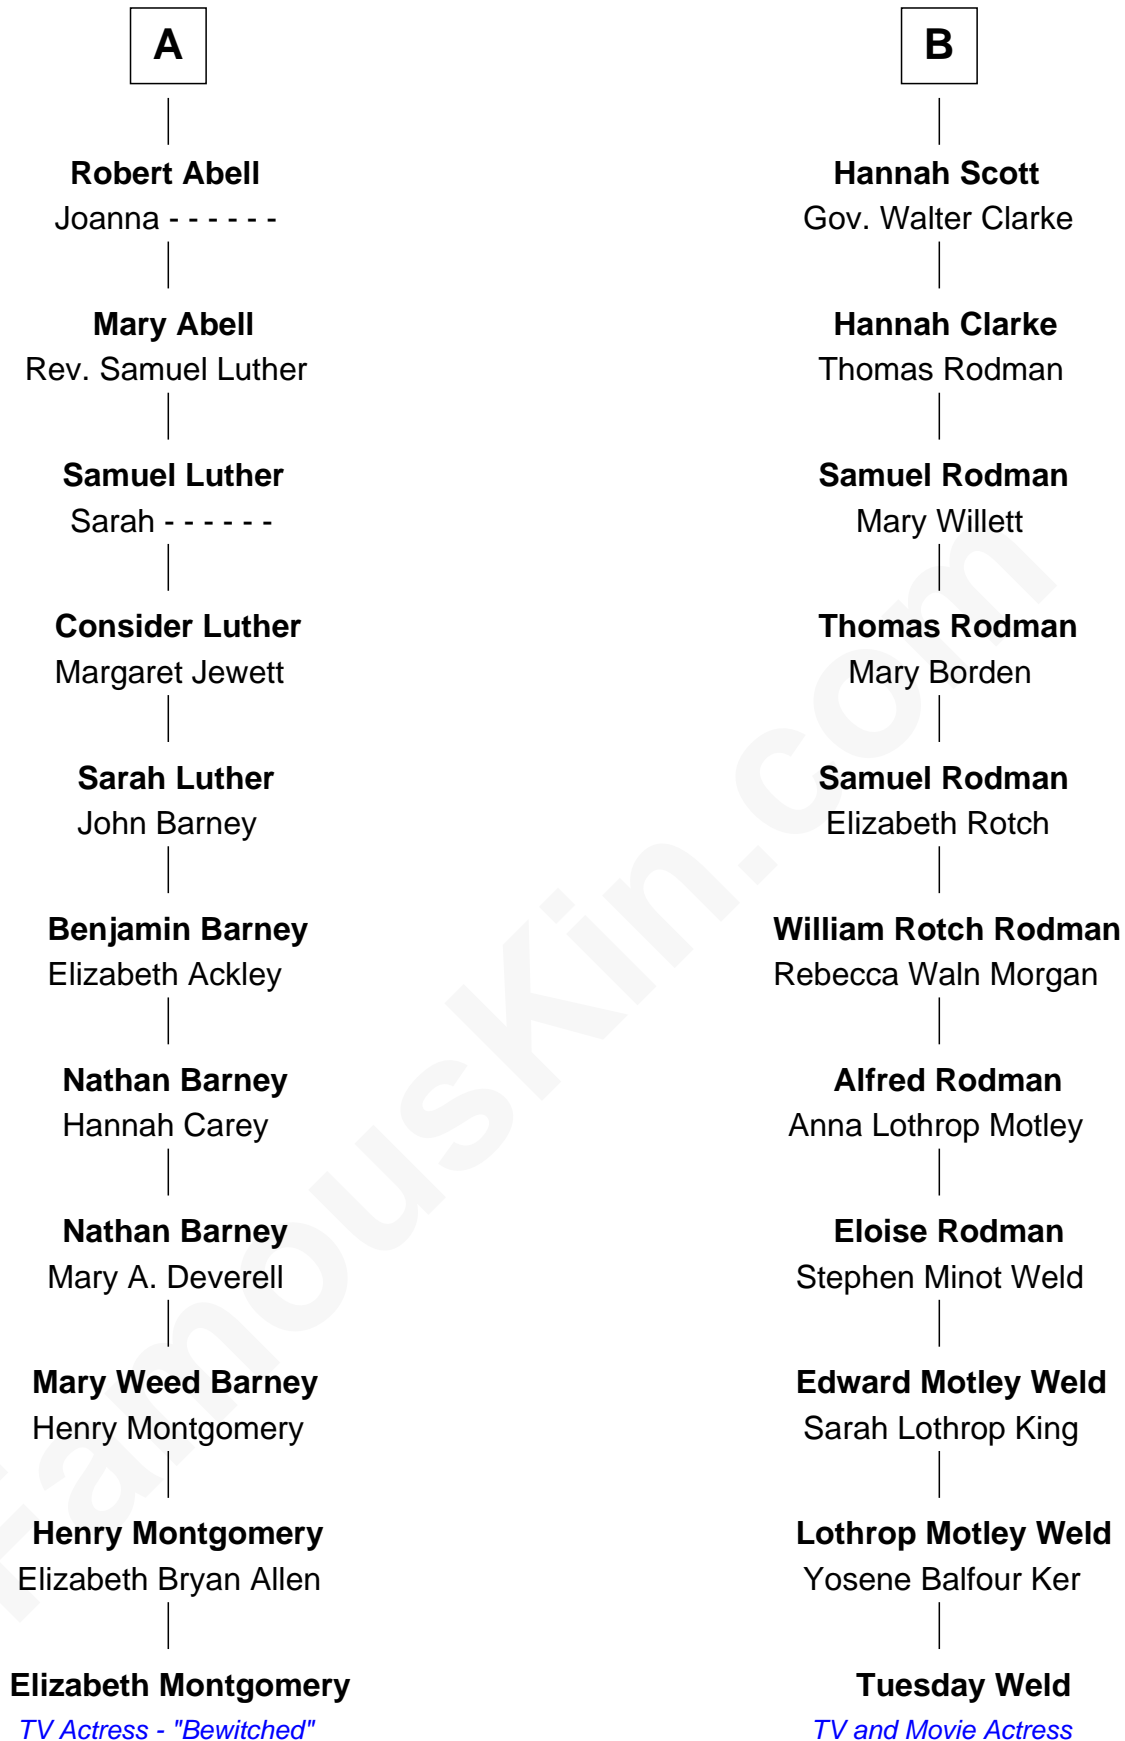 A
Robert Abell
Joanna - - - - - -
Mary Abell
Rev. Samuel Luther
Samuel Luther
Sarah - - - - - -
Consider Luther
Margaret Jewett
Sarah Luther
John Barney
Benjamin Barney
Elizabeth Ackley
Nathan Barney
Hannah Carey
Nathan Barney
Mary A. Deverell
Mary Weed Barney
Henry Montgomery
Henry Montgomery
Elizabeth Bryan Allen
Elizabeth Montgomery
TV Actress - "Bewitched"
B
Hannah Scott
Gov. Walter Clarke
Hannah Clarke
Thomas Rodman
Samuel Rodman
Mary Willett
Thomas Rodman
Mary Borden
Samuel Rodman
Elizabeth Rotch
William Rotch Rodman
Rebecca Waln Morgan
Alfred Rodman
Anna Lothrop Motley
Eloise Rodman
Stephen Minot Weld
Edward Motley Weld
Sarah Lothrop King
Lothrop Motley Weld
Yosene Balfour Ker
Tuesday Weld
TV and Movie Actress
FamousKin.com